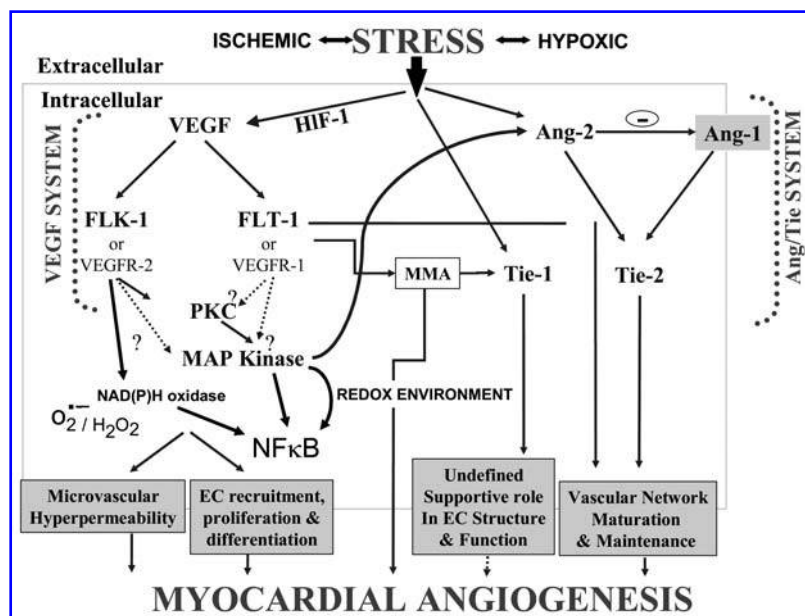 ISCHEMIC STRESS HYPOXIC
Extracellular
Intracellular
VEGF SYSTEM
Ang/Tie SYSTEM
VEGF
HIF-1
Ang-2
-
Ang-1
FLK-1
or
VEGFR-2
FLT-1
or
VEGFR-1
MMA
Tie-1
Tie-2
?
PKC
?
?
MAP Kinase
NAD(P)H oxidase
REDOX ENVIRONMENT
O2•− / H2O2
NFκB
Microvascular
Hyperpermeability
EC recruitment,
proliferation &
differentiation
Undefined
Supportive role
In EC Structure
& Function
Vascular Network
Maturation
& Maintenance
MYOCARDIAL ANGIOGENESIS